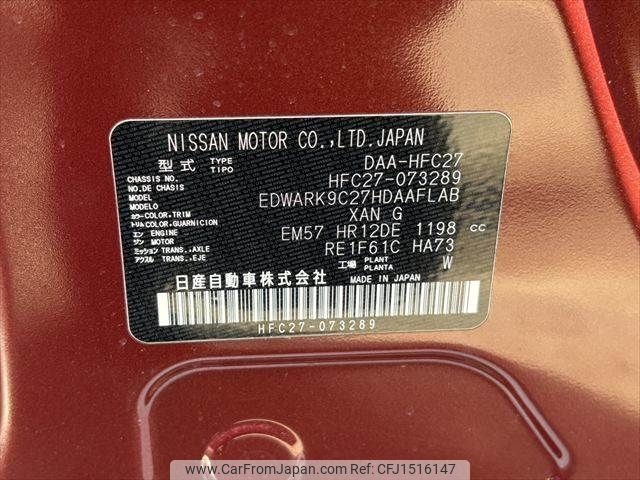 NISSAN MOTOR CO.,LTD.JAPAN
型式 TYPE TIPO DAA-HFC27
CHASSIS NO. NO.DE CHASIS HFC27-073289
MODEL MODELO EDWARK9C27HDAAFLAB
カラー COLOR,TRIM トリム COLOR,GUARNICION XAN G
エンジン ENGINE MOTOR EM57 HR12DE 1198 cc
ミッション TRANS.,AXLE アクスル TRANS.,EJE RE1F61C HA73
工場 PLANT PLANTA W
日産自動車株式会社 MADE IN JAPAN
HFC27-073289
www.CarFromJapan.com - CFJ1516147